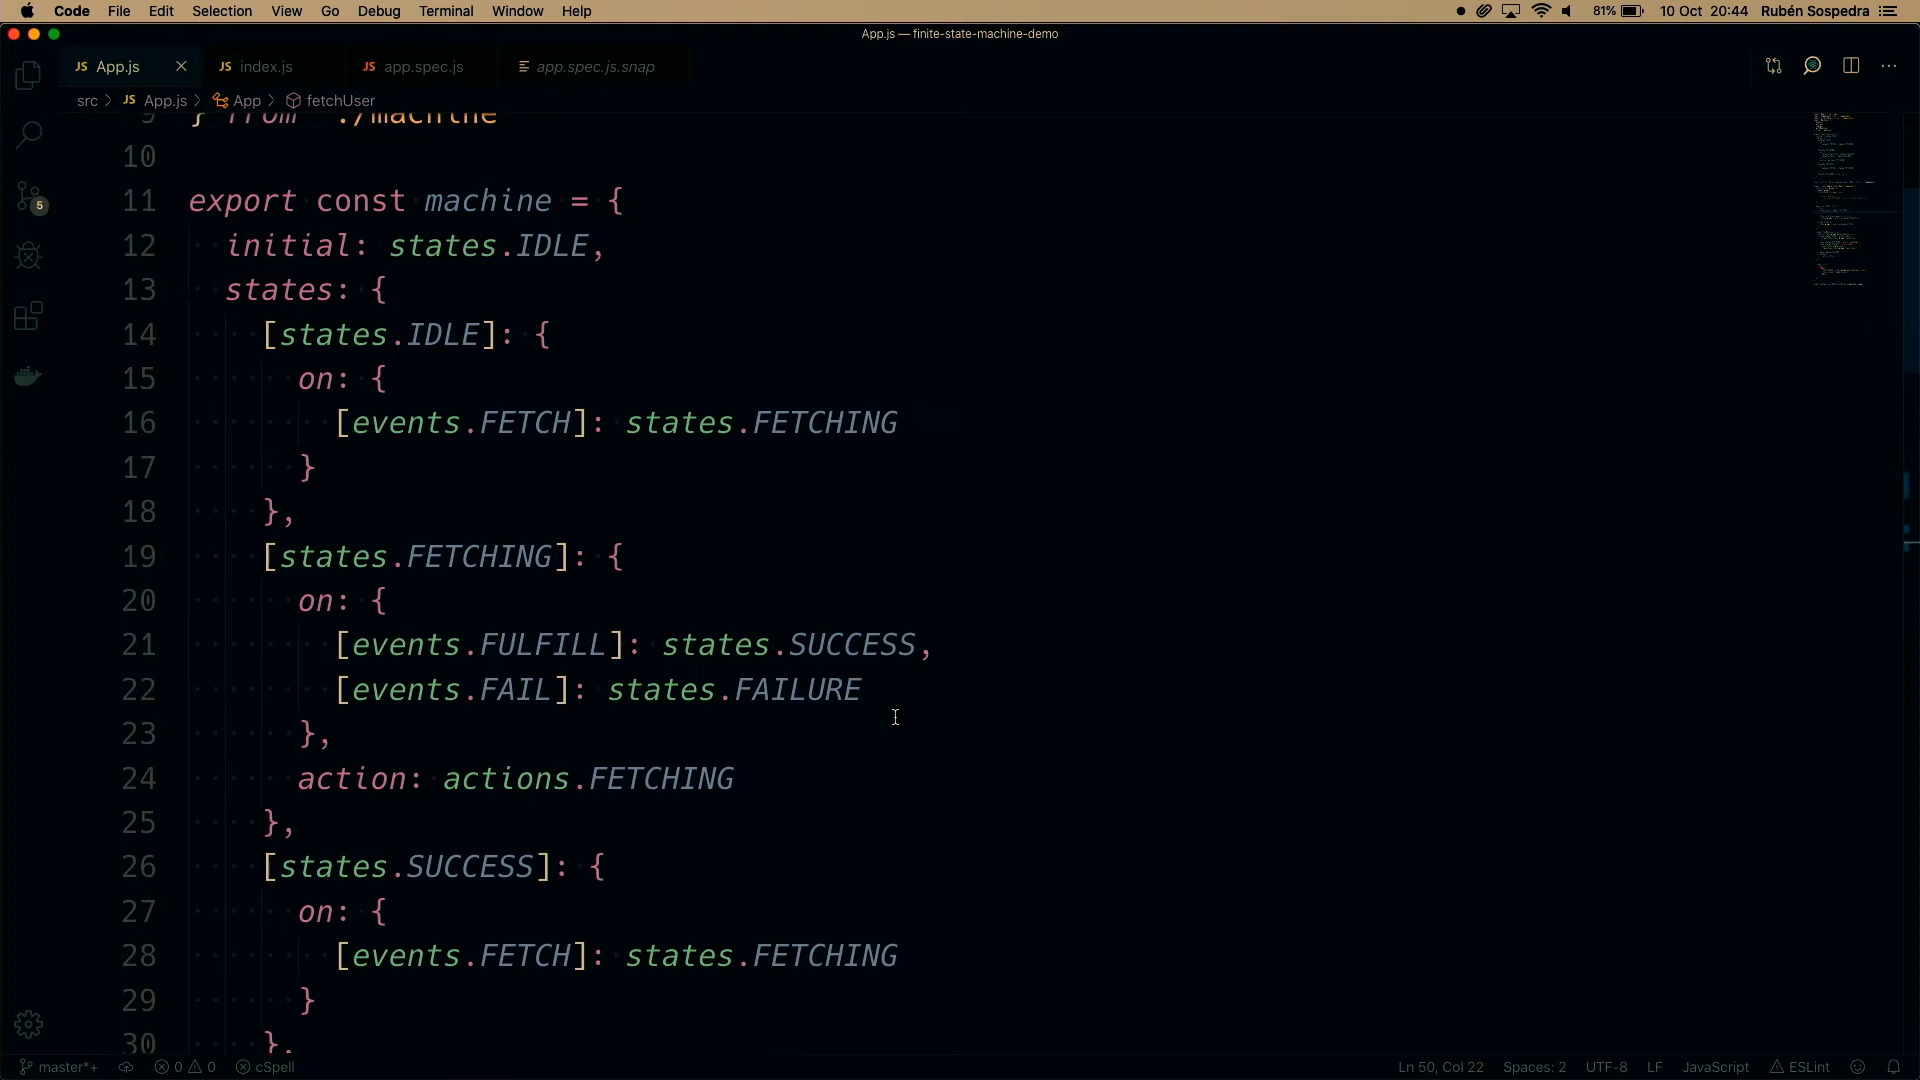 Code File Edit Selection View Go Debug Terminal Window Help 81% 10 Oct 20:44 Rubén Sospedra
App.js — finite-state-machine-demo
JS App.js JS index.js JS app.spec.js app.spec.js.snap
src JS App.js App fetchUser
9 } from './machine'
10
11 export const machine = {
12 initial: states.IDLE,
13 states: {
14 [states.IDLE]: {
15 on: {
16 [events.FETCH]: states.FETCHING
17 }
18 },
19 [states.FETCHING]: {
20 on: {
21 [events.FULFILL]: states.SUCCESS,
22 [events.FAIL]: states.FAILURE
23 },
24 action: actions.FETCHING
25 },
26 [states.SUCCESS]: {
27 on: {
28 [events.FETCH]: states.FETCHING
29 }
30 },
5
master*+ 0 0 cSpell Ln 50, Col 22 Spaces: 2 UTF-8 LF JavaScript ESLint